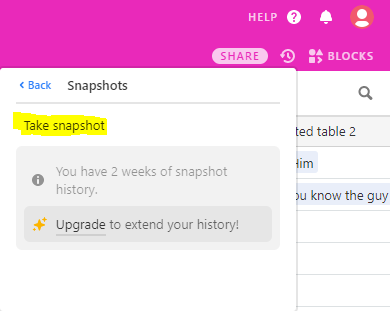 HELP
SHARE
BLOCKS
Back
Snapshots
Take snapshot
ted table 2
You have 2 weeks of snapshot
history.
Him
ou know the guy
Upgrade to extend your history!